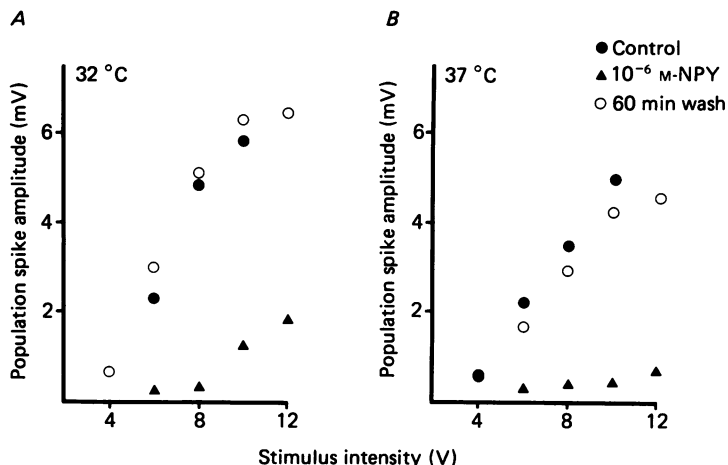 A
B
32 °C
37 °C
Control
10⁻⁶ M-NPY
60 min wash
Population spike amplitude (mV)
6
4
2
4
8
12
Population spike amplitude (mV)
6
4
2
4
8
12
Stimulus intensity (V)